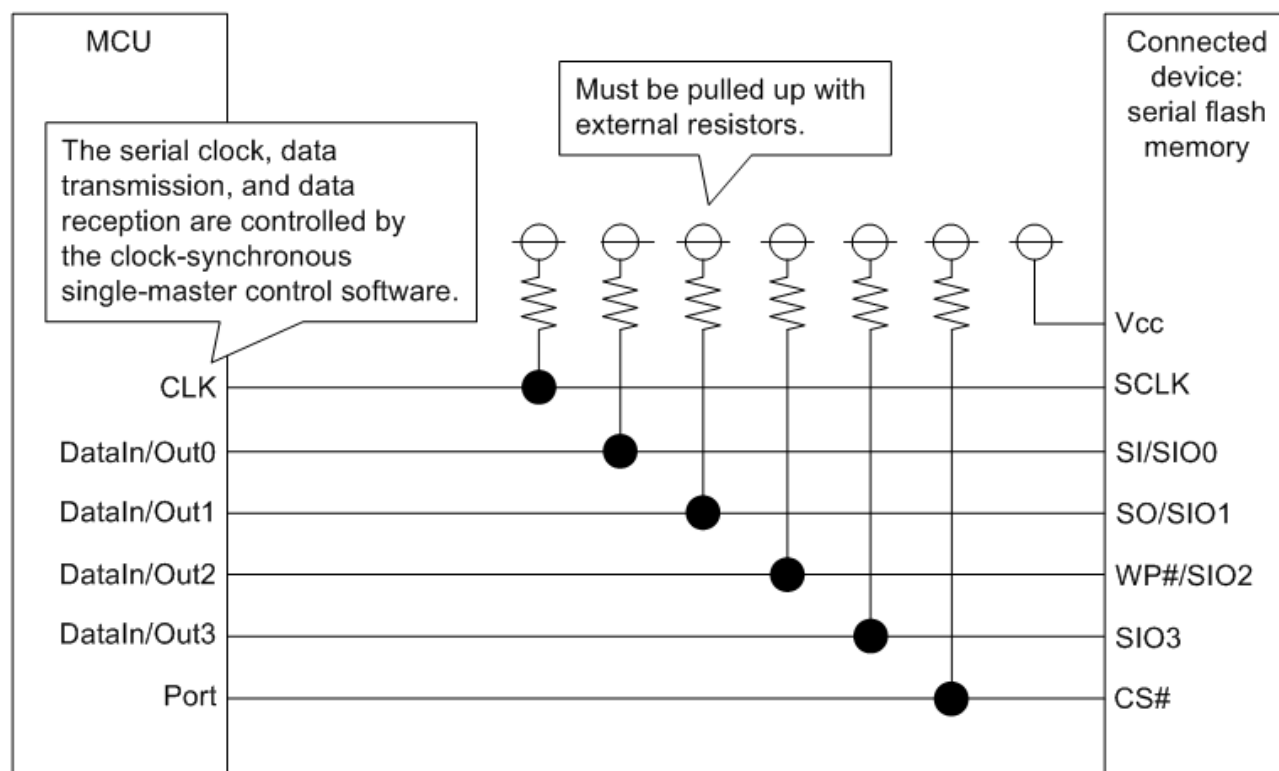 MCU
Connected
device:
serial flash
memory
Must be pulled up with
external resistors.
The serial clock, data
transmission, and data
reception are controlled by
the clock-synchronous
single-master control software.
Vcc
CLK
SCLK
DataIn/Out0
SI/SIO0
DataIn/Out1
SO/SIO1
DataIn/Out2
WP#/SIO2
DataIn/Out3
SIO3
Port
CS#